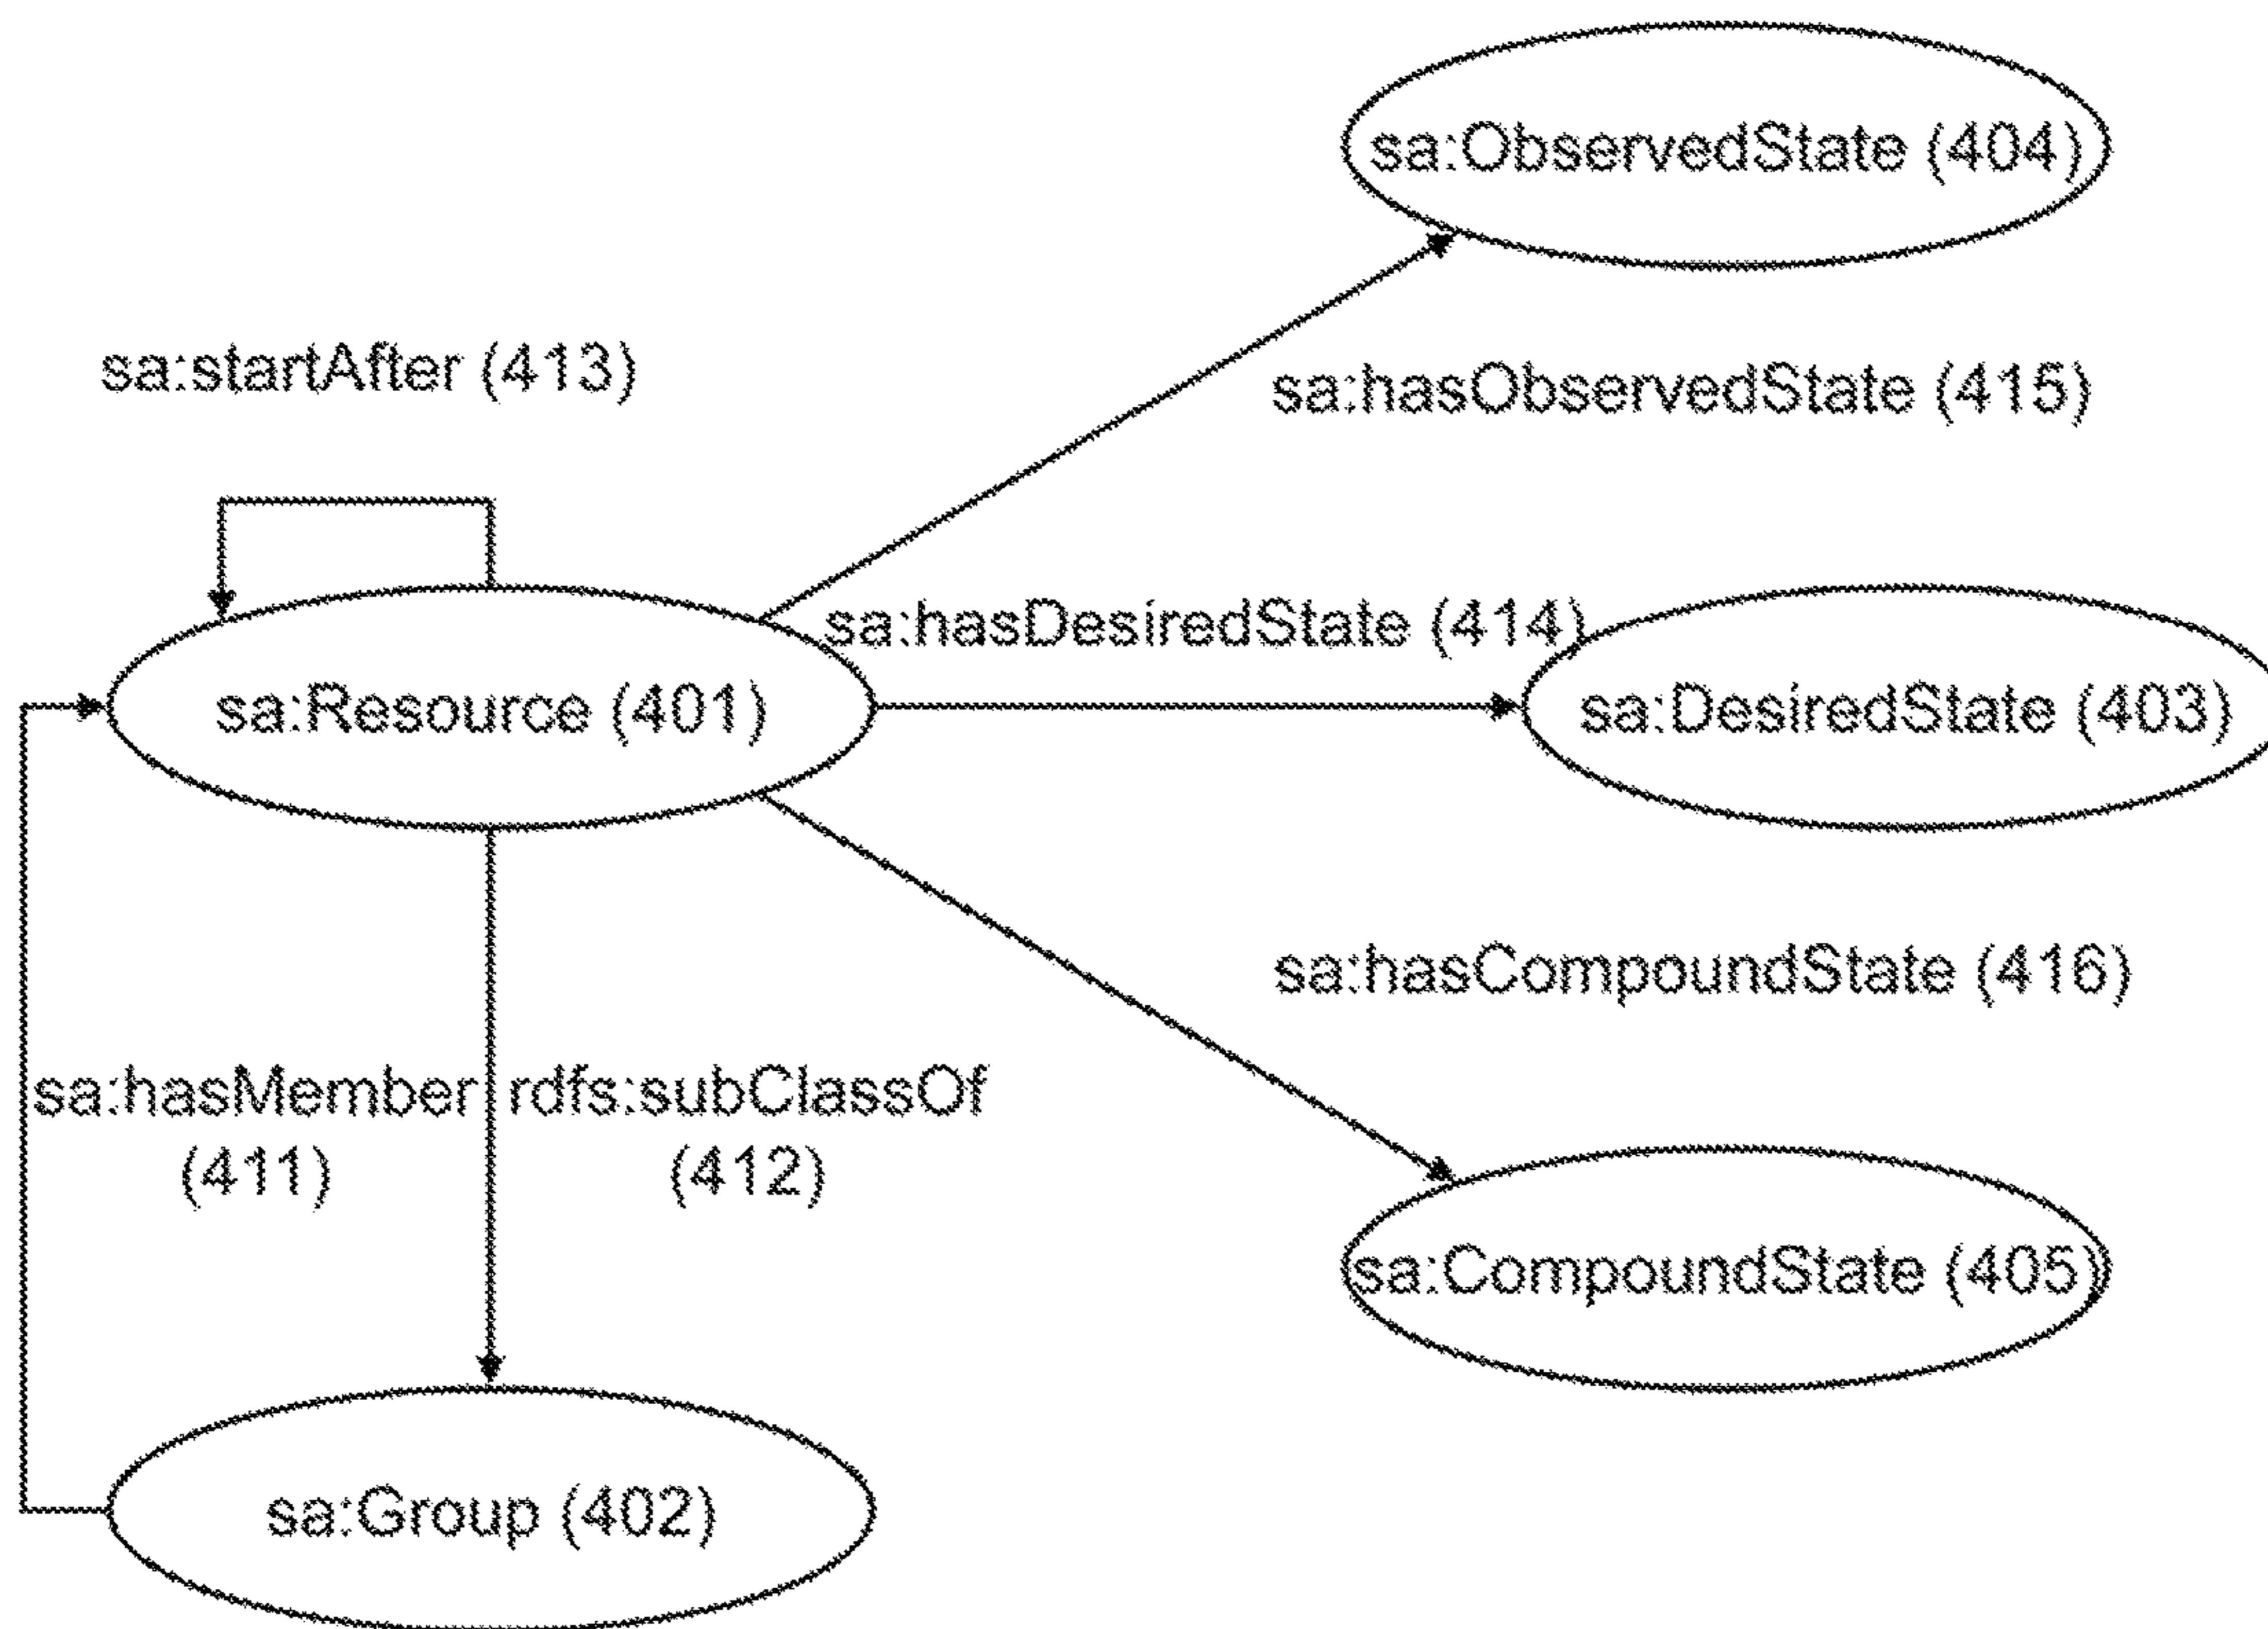 sa:ObservedState (404)
sa:startAfter (413)
sa:hasObservedState (415)
sa:hasDesiredState (414)
sa:Resource (401)
sa:DesiredState (403)
sa:hasCompoundState (416)
sa:hasMember
(411)
rdfs:subClassOf
(412)
sa:CompoundState (405)
sa:Group (402)